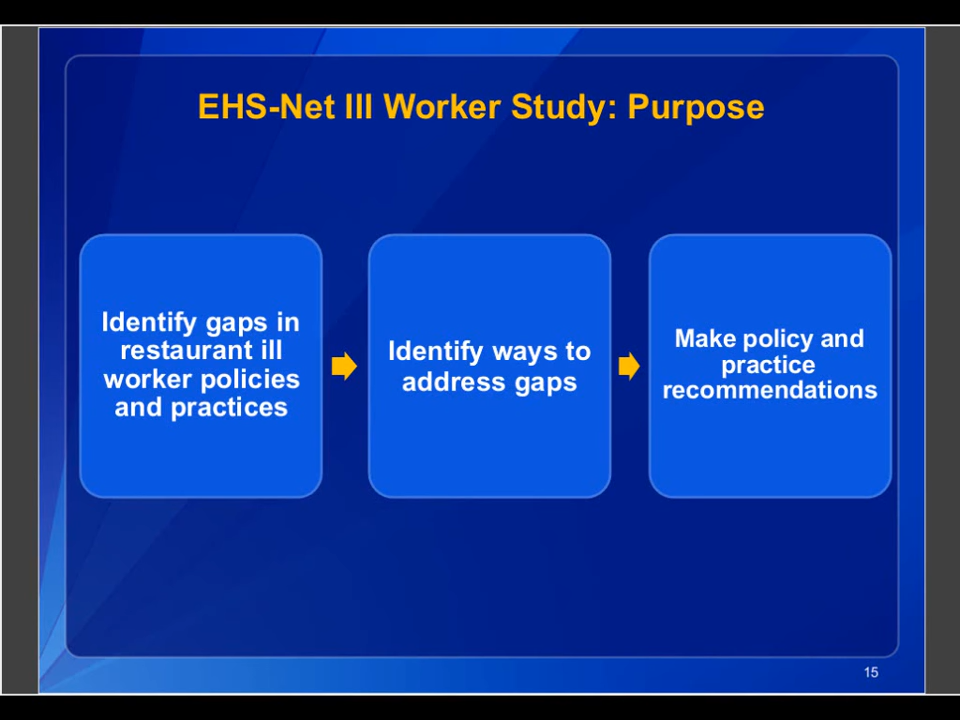 EHS-Net Ill Worker Study: Purpose
Identify gaps in
restaurant ill
worker policies
and practices
Identify ways to
address gaps
Make policy and
practice
recommendations
15